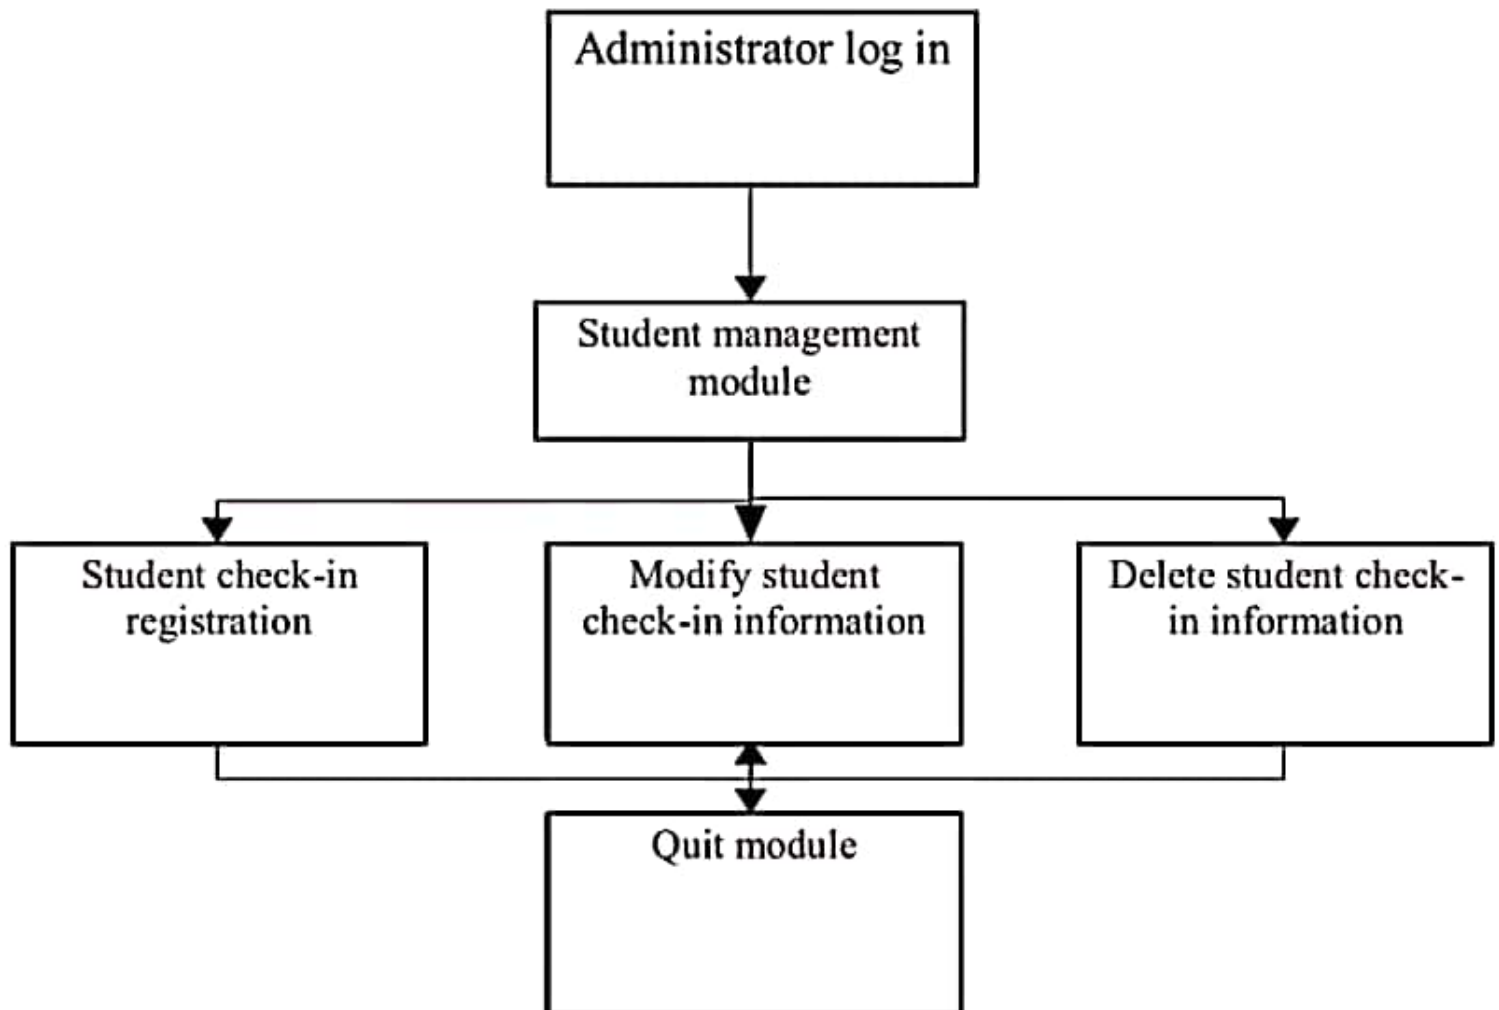 Administrator log in
Student management
module
Student check-in
registration
Modify student
check-in information
Delete student check-
in information
Quit module